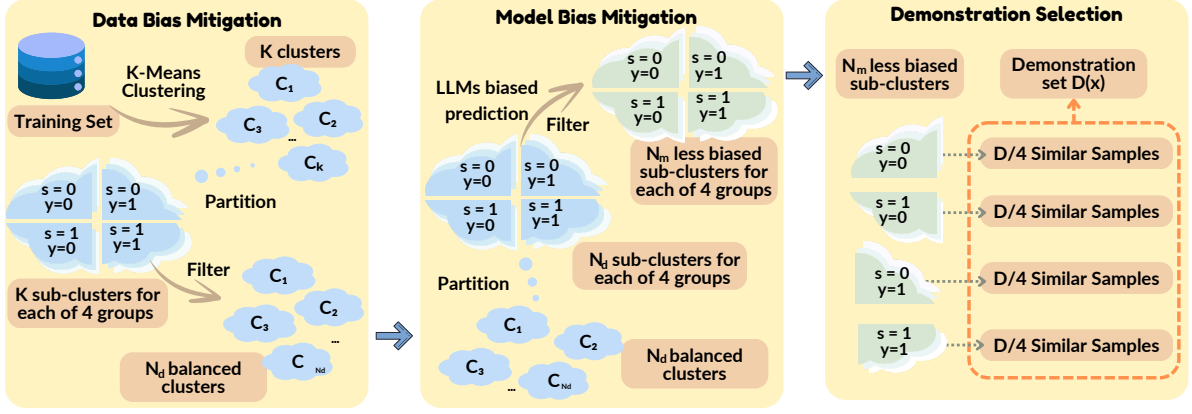 Data Bias Mitigation
K clusters
K-Means
Clustering
Training Set
C₁
C₂
C₃
...
Cₖ
Partition
s = 0
y=0
s = 0
y=1
s = 1
y=0
s = 1
y=1
K sub-clusters for
each of 4 groups
Filter
C₁
C₂
C₃
...
C Nd
Nd balanced
clusters
Model Bias Mitigation
LLMs biased
prediction
Filter
s = 0
y=0
s = 0
y=1
s = 1
y=0
s = 1
y=1
Nm less biased
sub-clusters for
each of 4 groups
s = 0
y=0
s = 0
y=1
s = 1
y=0
s = 1
y=1
Nd sub-clusters for
each of 4 groups
Partition
C₁
C₂
C₃
...
C Nd
Nd balanced
clusters
Demonstration Selection
Nm less biased
sub-clusters
Demonstration
set D(x)
s = 0
y=0
D/4 Similar Samples
s = 1
y=0
D/4 Similar Samples
s = 0
y=1
D/4 Similar Samples
s = 1
y=1
D/4 Similar Samples